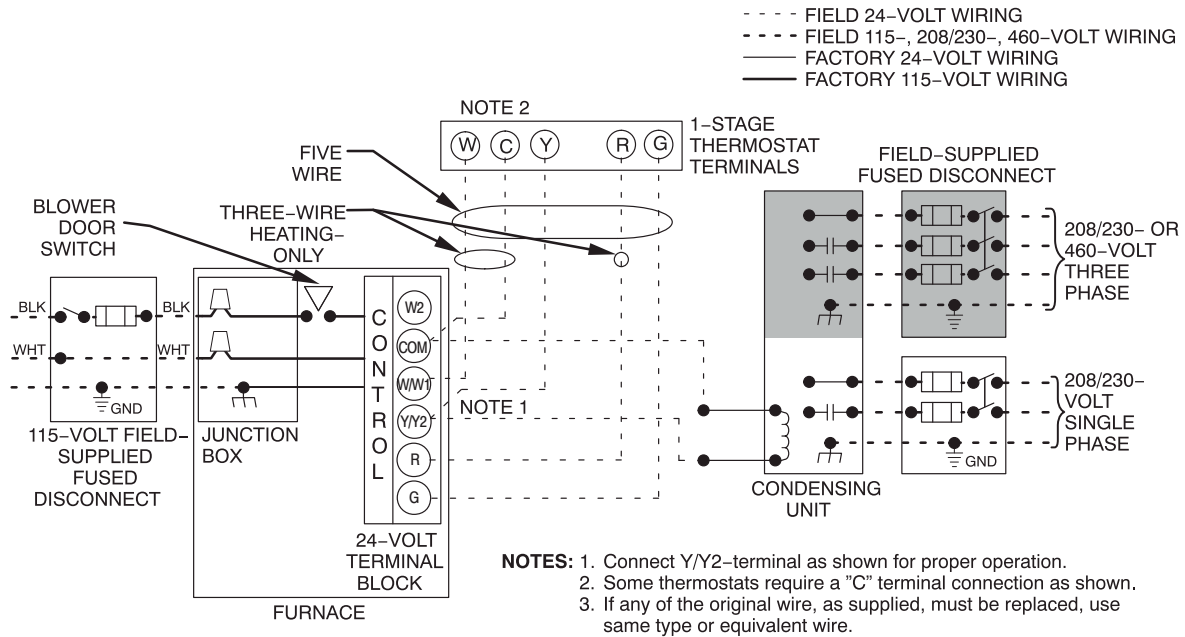 FIELD 24-VOLT WIRING
FIELD 115-, 208/230-, 460-VOLT WIRING
FACTORY 24-VOLT WIRING
FACTORY 115-VOLT WIRING
NOTE 2
W C Y R G
1-STAGE
THERMOSTAT
TERMINALS
FIVE
WIRE
THREE-WIRE
HEATING-
ONLY
BLOWER
DOOR
SWITCH
FIELD-SUPPLIED
FUSED DISCONNECT
208/230- OR
460-VOLT
THREE
PHASE
BLK
BLK
WHT
WHT
GND
115-VOLT FIELD-
SUPPLIED
FUSED
DISCONNECT
JUNCTION
BOX
CONTROL
W2
COM
W/W1
Y/Y2
R
G
NOTE 1
24-VOLT
TERMINAL
BLOCK
FURNACE
CONDENSING
UNIT
208/230-
VOLT
SINGLE
PHASE
GND
NOTES: 1. Connect Y/Y2-terminal as shown for proper operation.
2. Some thermostats require a "C" terminal connection as shown.
3. If any of the original wire, as supplied, must be replaced, use
same type or equivalent wire.